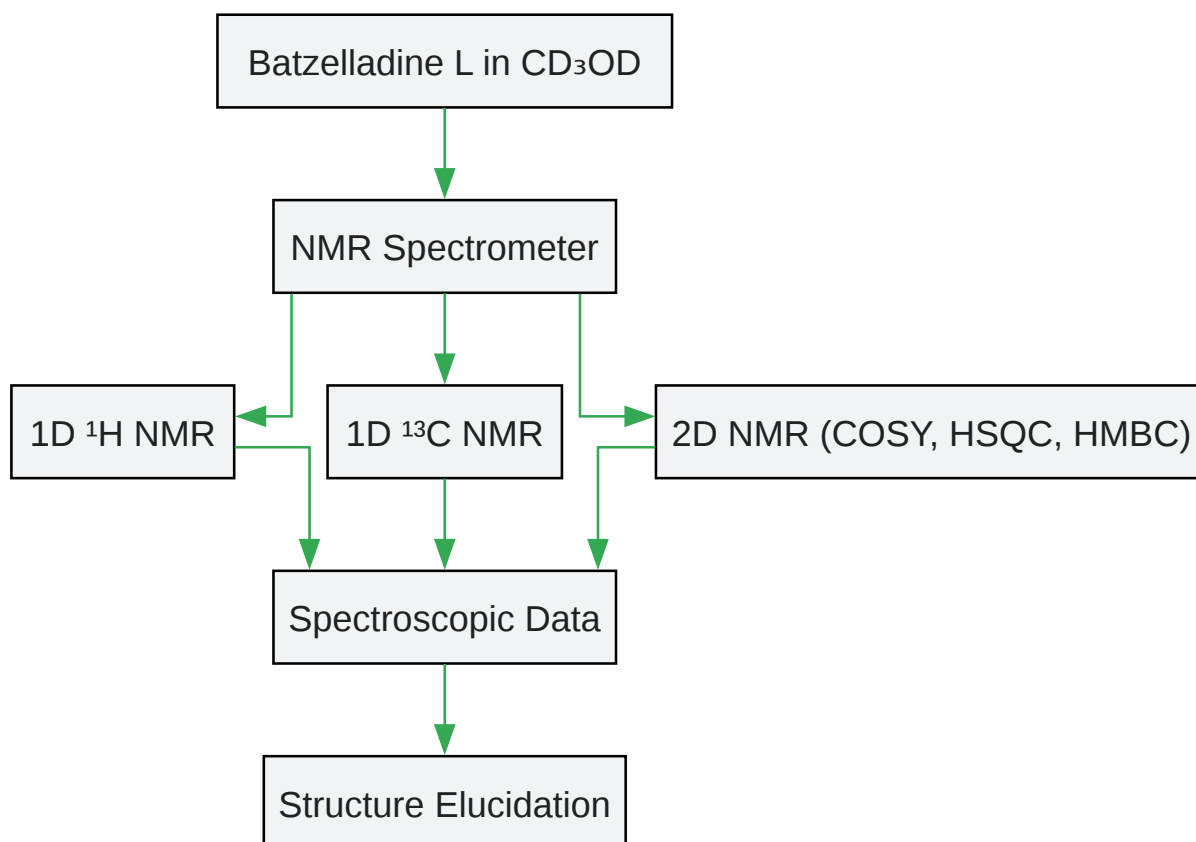 Batzelladine L in CD₃OD
NMR Spectrometer
1D ¹H NMR
1D ¹³C NMR
2D NMR (COSY, HSQC, HMBC)
Spectroscopic Data
Structure Elucidation